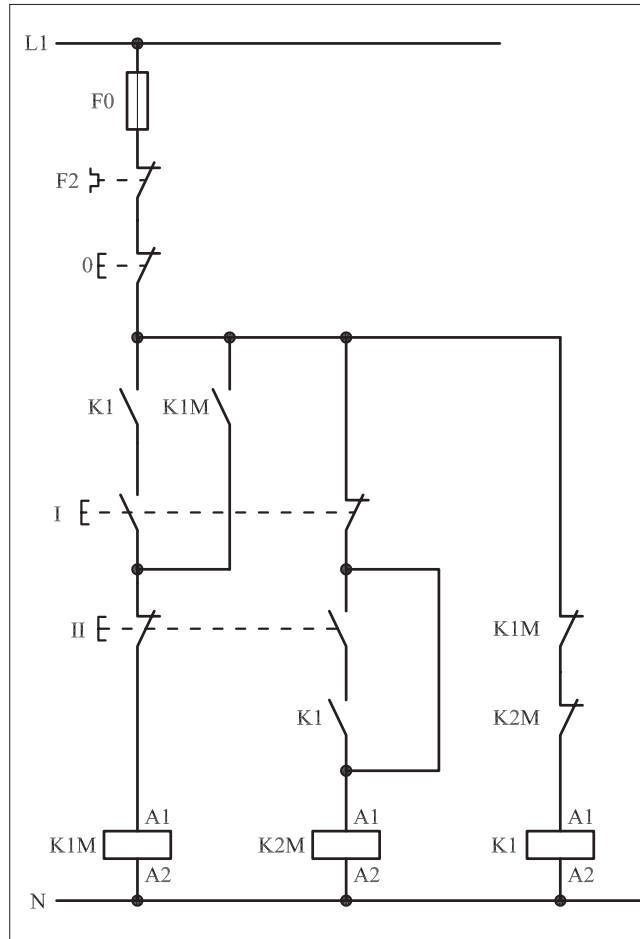 L1
F0
F2
0
K1 K1M
I
II K1M
K1 K2M
A1 A1 A1
K1M K2M K1
A2 A2 A2
N